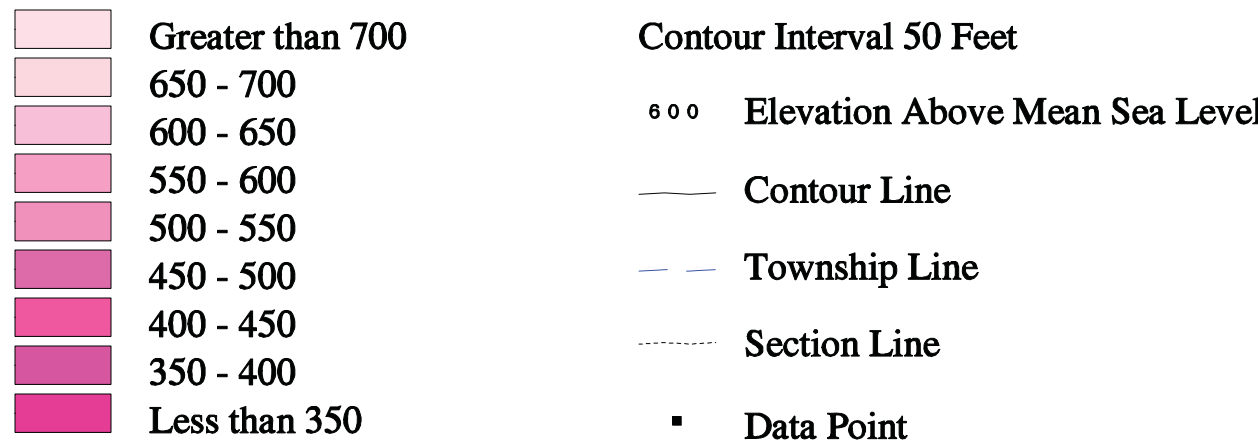 Greater than 700
650 - 700
600 - 650
550 - 600
500 - 550
450 - 500
400 - 450
350 - 400
Less than 350
Contour Interval 50 Feet
600 Elevation Above Mean Sea Level
Contour Line
Township Line
Section Line
Data Point